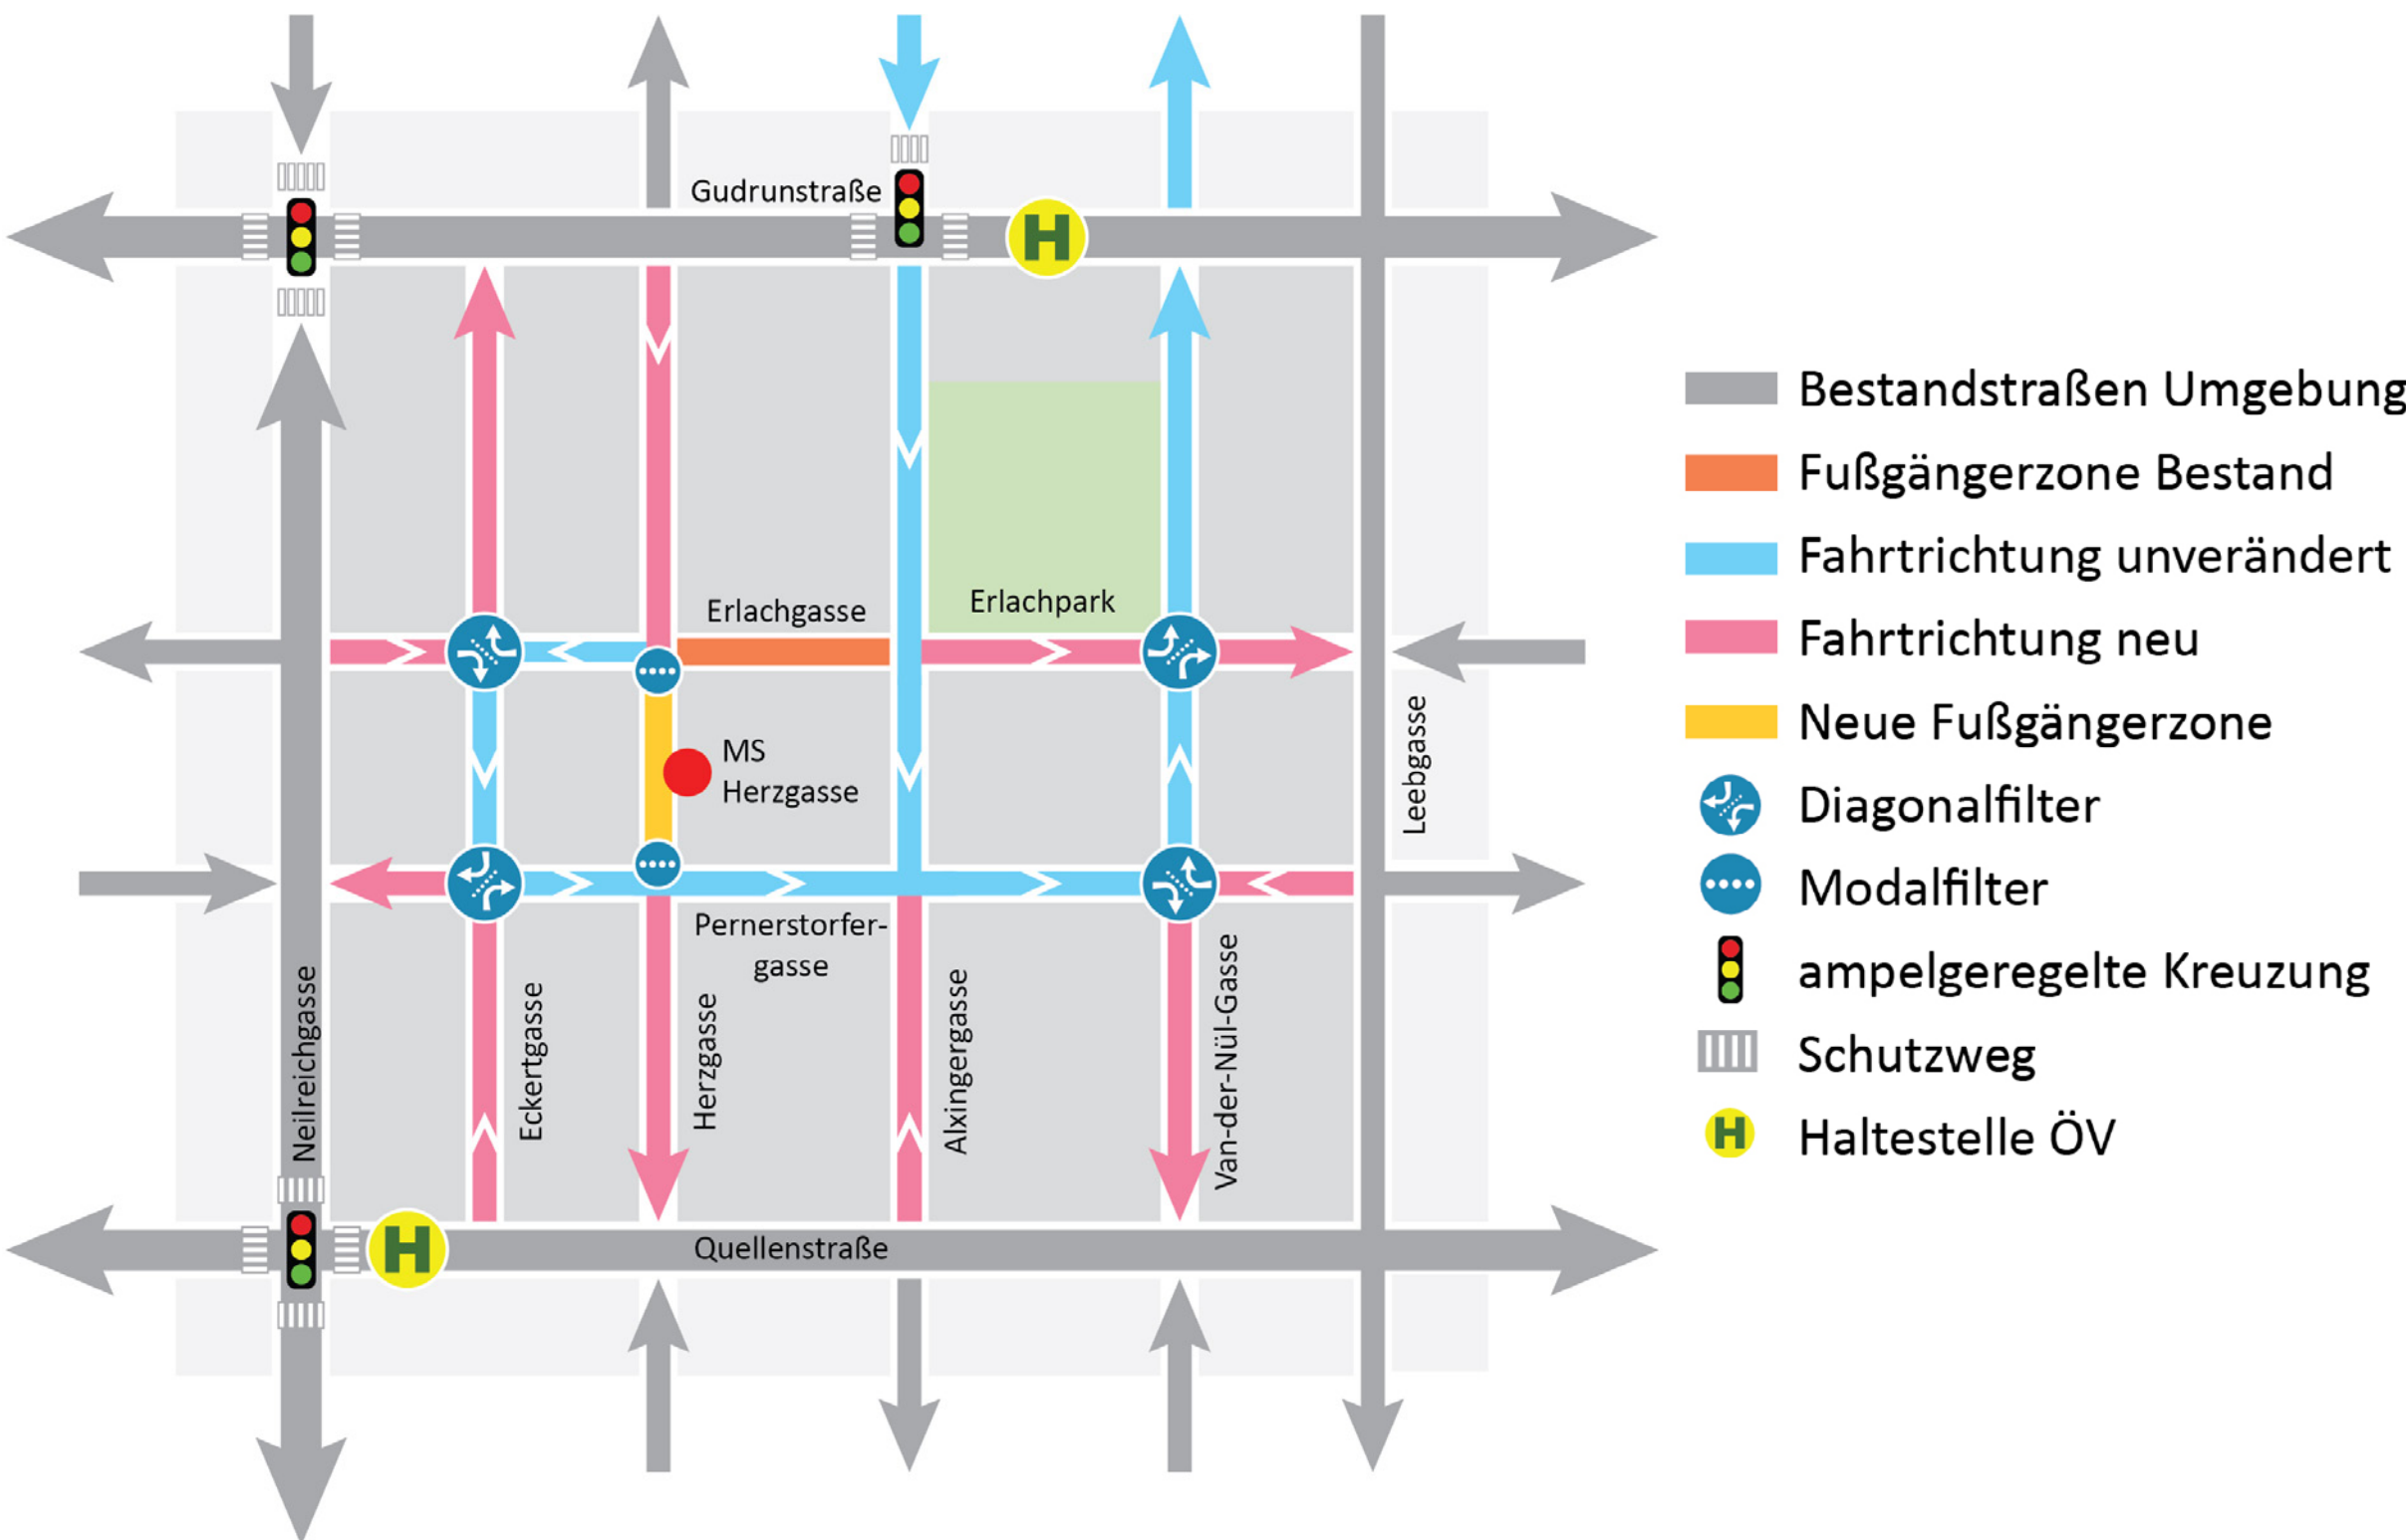 Gudrunstraße
H
Erlachgasse
Erlachpark
MS
Herzgasse
Leebgasse
Pernerstorfer-
gasse
Neilreichgasse
Eckertgasse
Herzgasse
Alxingergasse
Van-der-Nül-Gasse
H
Quellenstraße
Bestandstraßen Umgebung
Fußgängerzone Bestand
Fahrtrichtung unverändert
Fahrtrichtung neu
Neue Fußgängerzone
Diagonalfilter
Modalfilter
ampelgeregelte Kreuzung
Schutzweg
H Haltestelle ÖV